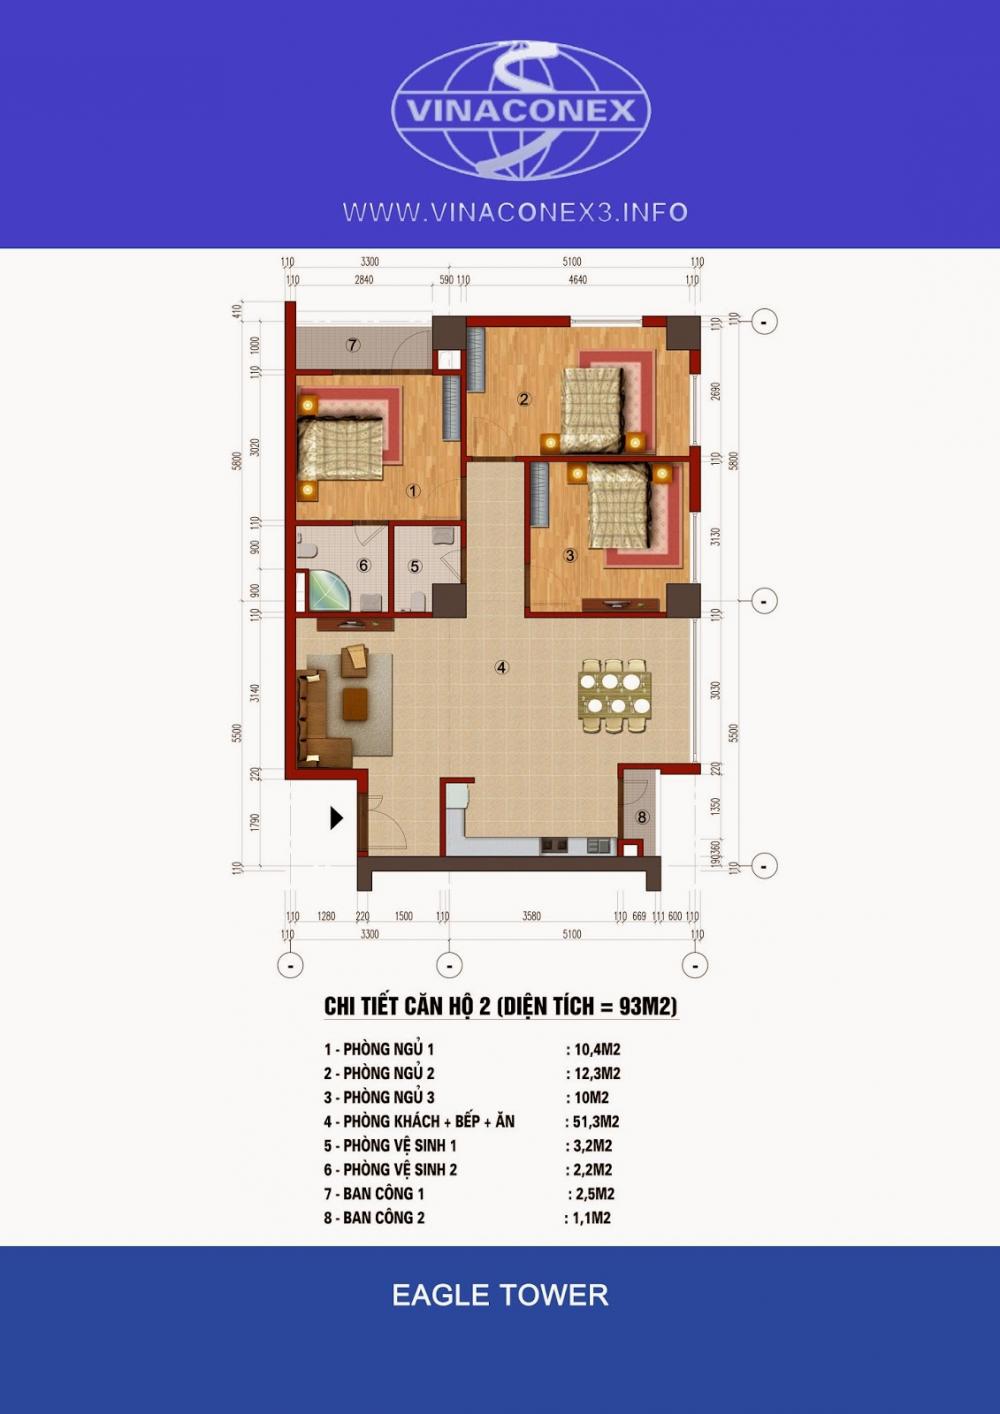 VINACONEX
WWW.VINACONEX3.INFO
110 3300 5100 110
110 2840 590 110 4640 110
410
1000
110
3020
5800
110
900
900
110
3140
5500
220
1790
110
110
110
2690
110
5800
3130
110
3030
5500
220
1350
360
190
110
7
2
1
3
6
5
4
8
110 1280 220 1500 110 3580 110 669 111 600 110
110 3300 5100 110
- - -
-
-
-
CHI TIẾT CĂN HỘ 2 (DIỆN TÍCH = 93M2)
1 - PHÒNG NGỦ 1 : 10,4M2
2 - PHÒNG NGỦ 2 : 12,3M2
3 - PHÒNG NGỦ 3 : 10M2
4 - PHÒNG KHÁCH + BẾP + ĂN : 51,3M2
5 - PHÒNG VỆ SINH 1 : 3,2M2
6 - PHÒNG VỆ SINH 2 : 2,2M2
7 - BAN CÔNG 1 : 2,5M2
8 - BAN CÔNG 2 : 1,1M2
EAGLE TOWER